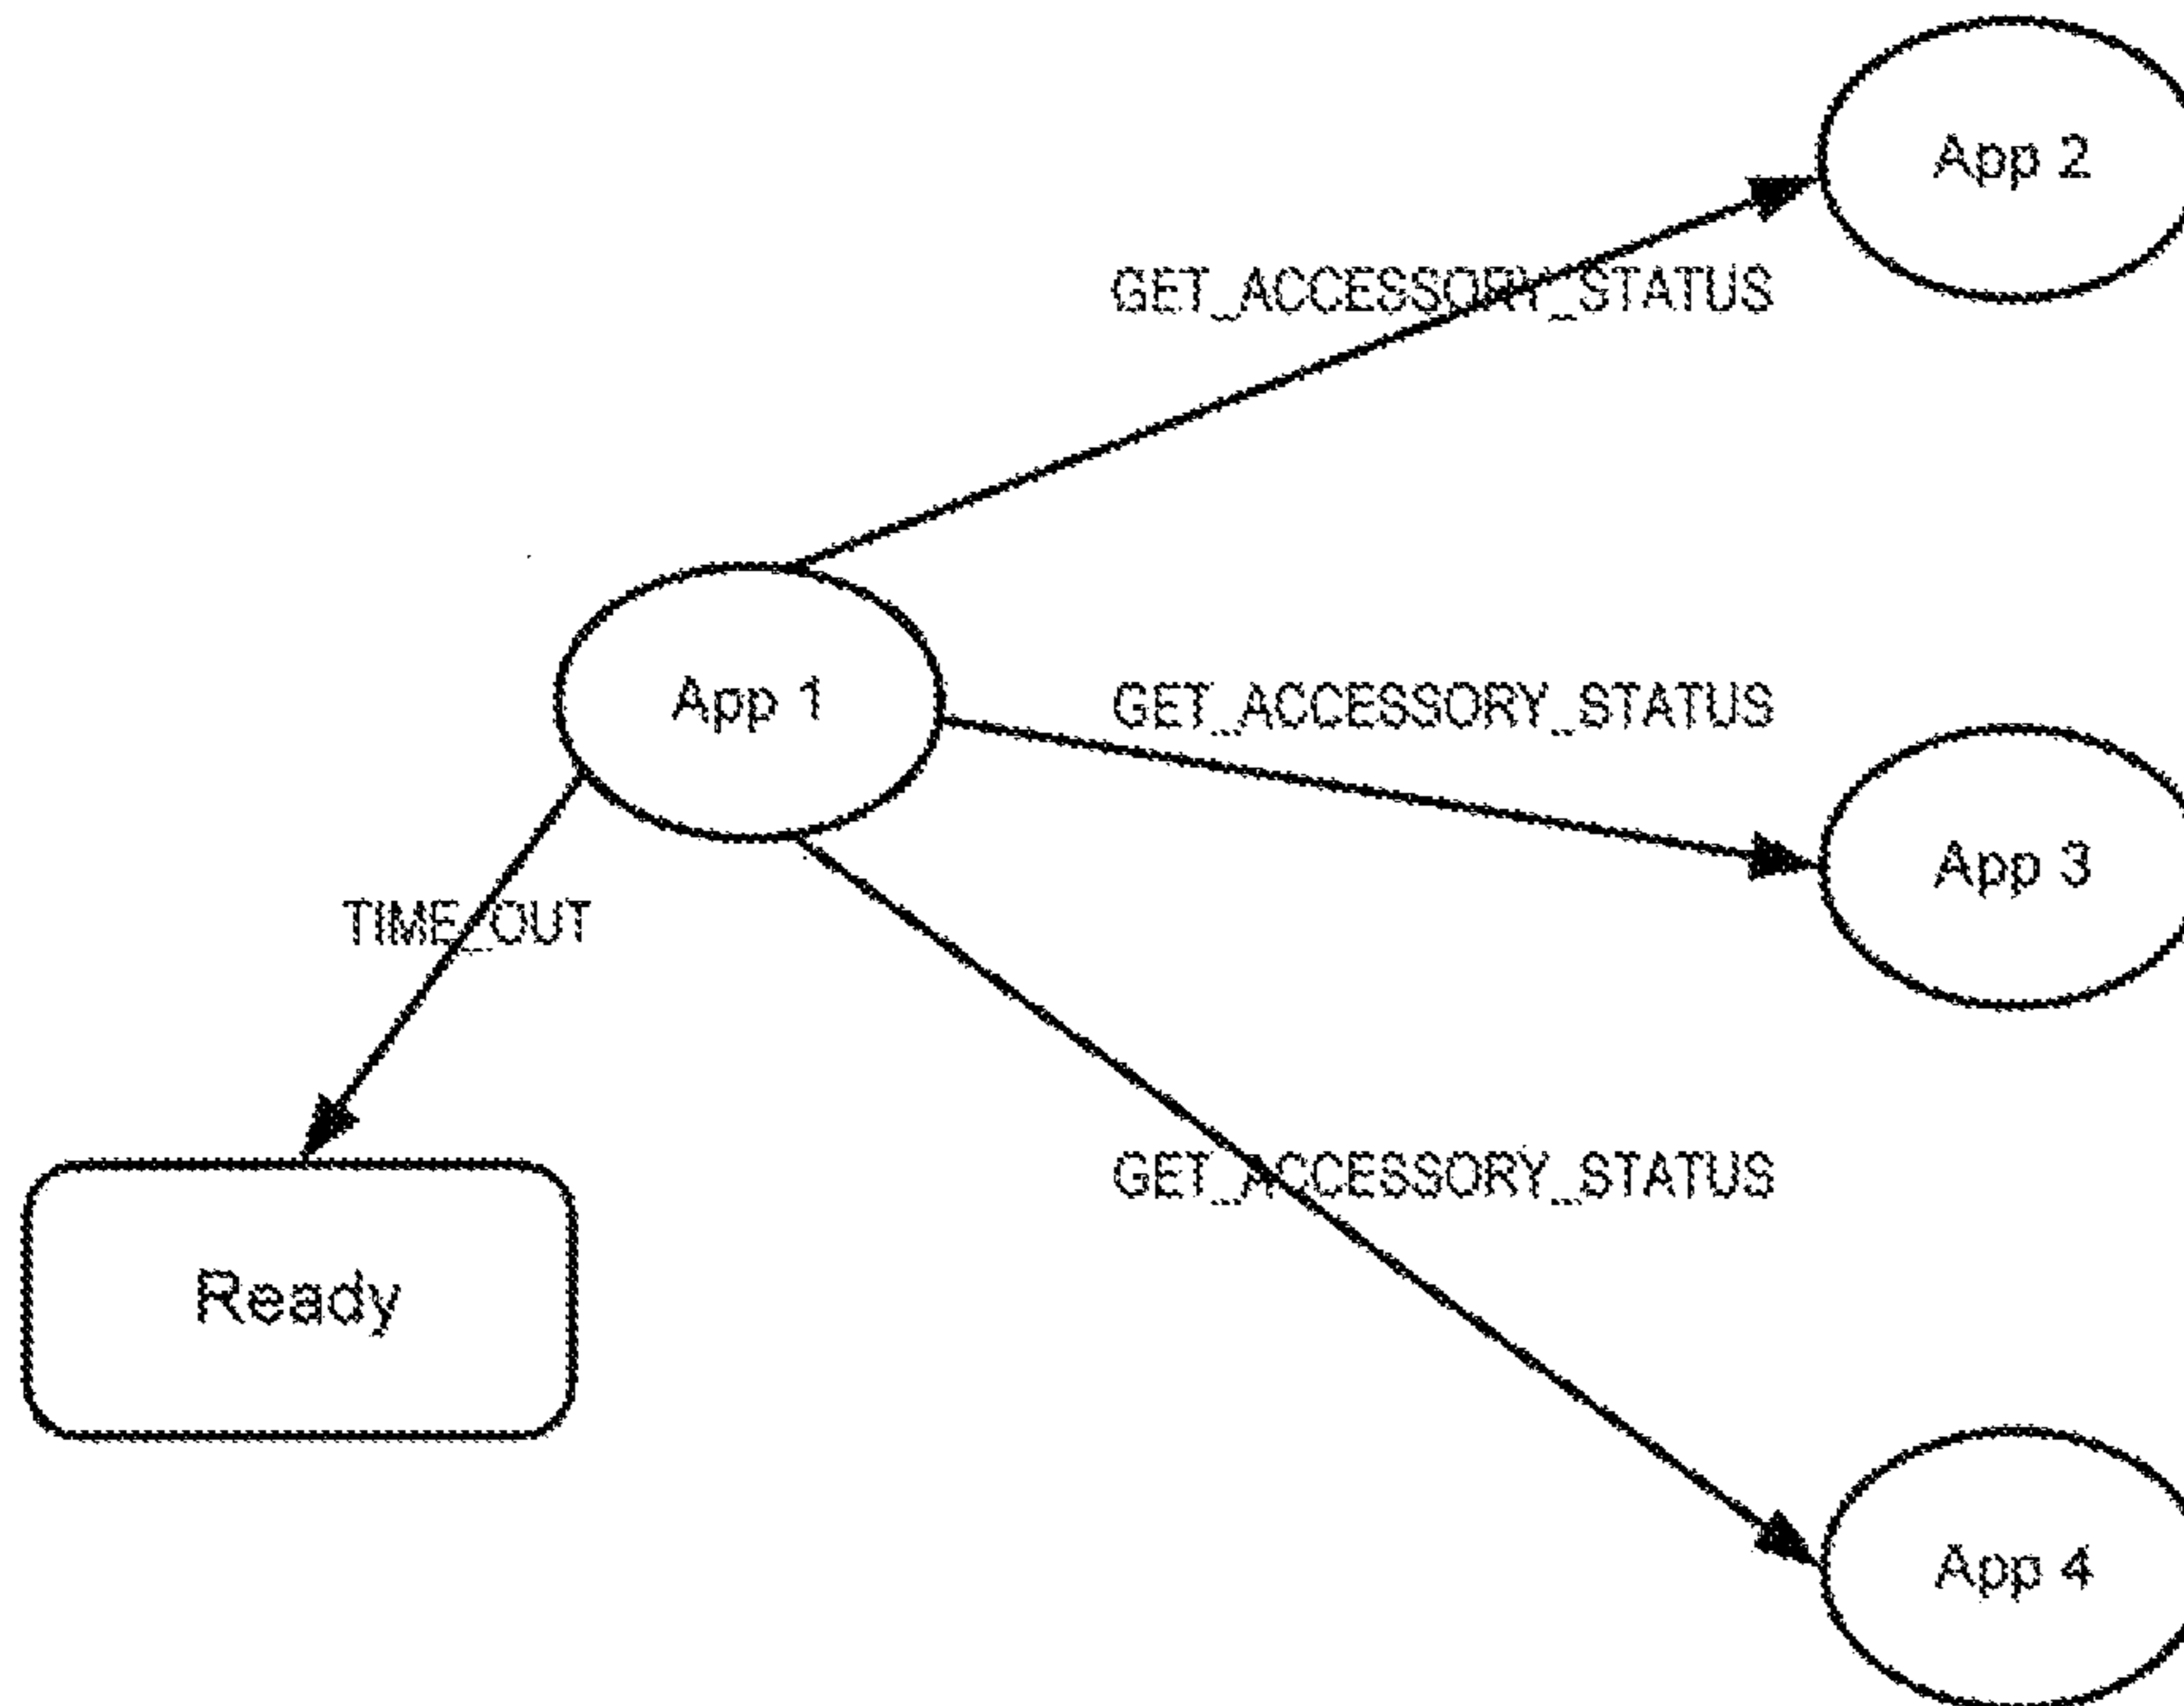 App 2
GET_ACCESSORY_STATUS
App 1
GET_ACCESSORY_STATUS
App 3
TIME_OUT
GET_ACCESSORY_STATUS
Ready
App 4